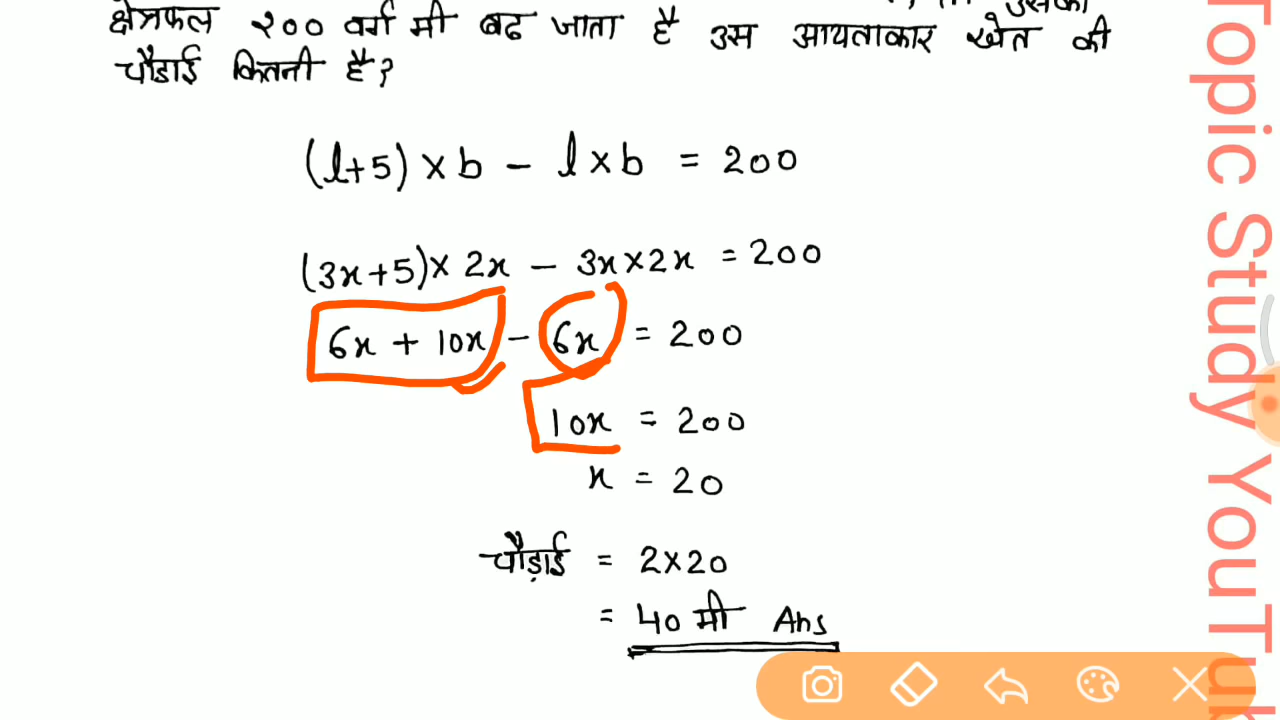 उसका
क्षेत्रफल २०० वर्ग मी बढ जाता है उस आयताकार खेत की
चौडाई कितनी है?
(l+5) × b - l × b = 200
(3x+5) × 2x - 3x × 2x = 200
6x + 10x - 6x = 200
10x = 200
x = 20
चौड़ाई = 2×20
= 40 मी Ans
Topic Study YouTu